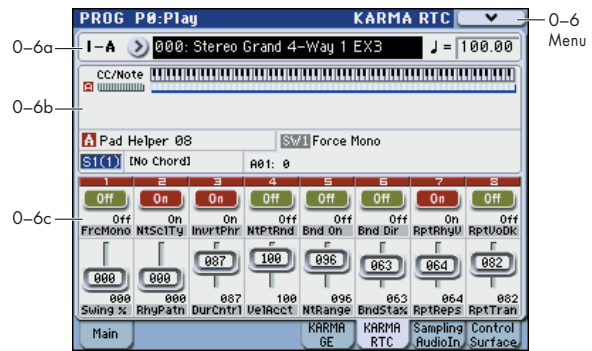 PROG P0:Play KARMA RTC
0–6 Menu
0–6a
I-A 000: Stereo Grand 4-Way 1 EX3 ♩= 100.00
CC/Note
A
0–6b
A Pad Helper 08 SW1 Force Mono
S1(1) [No Chord] A01: 0
1 2 3 4 5 6 7 8
Off On On Off Off Off On Off
0–6c
Off On On Off Off Off On Off
FrcMono NtSclTy InvrtPhr NtPtRnd Bnd On Bnd Dir RptRhyV RptVoDk
000 000 087 100 096 063 064 082
000 000 087 100 096 063 064 082
Swing % RhyPatn DurCntrl VelAcct NtRange BndSta% RptReps RptTran
Main KARMA GE KARMA RTC Sampling AudioIn Control Surface